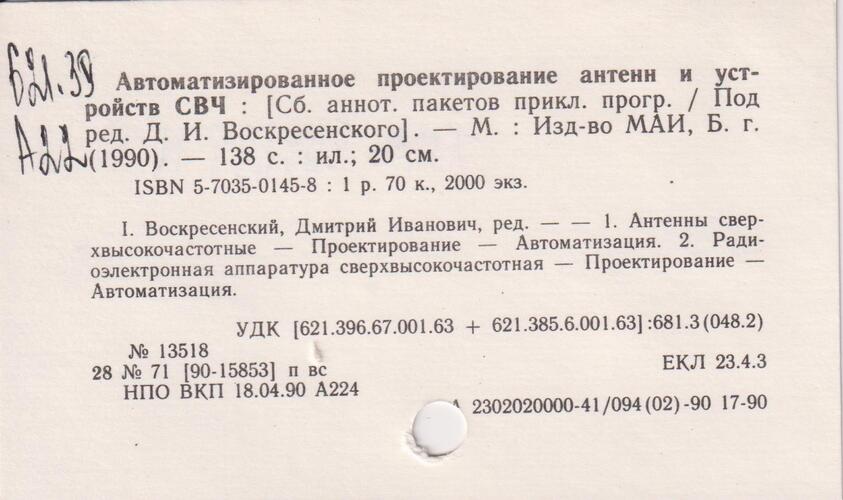 621.39
А22
Автоматизированное проектирование антенн и уст-
ройств СВЧ : [Сб. аннот. пакетов прикл. прогр. / Под
ред. Д. И. Воскресенского]. — М. : Изд-во МАИ, Б. г.
(1990). — 138 с. : ил.; 20 см.
ISBN 5-7035-0145-8 : 1 р. 70 к., 2000 экз.
I. Воскресенский, Дмитрий Иванович, ред. — — 1. Антенны свер-
хвысокочастотные — Проектирование — Автоматизация. 2. Ради-
оэлектронная аппаратура сверхвысокочастотная — Проектирование —
Автоматизация.
УДК [621.396.67.001.63 + 621.385.6.001.63]:681.3(048.2)
№ 13518
28 № 71 [90-15853] п вс
ЕКЛ 23.4.3
НПО ВКП 18.04.90 А224
А 2302020000-41/094(02)-90 17-90